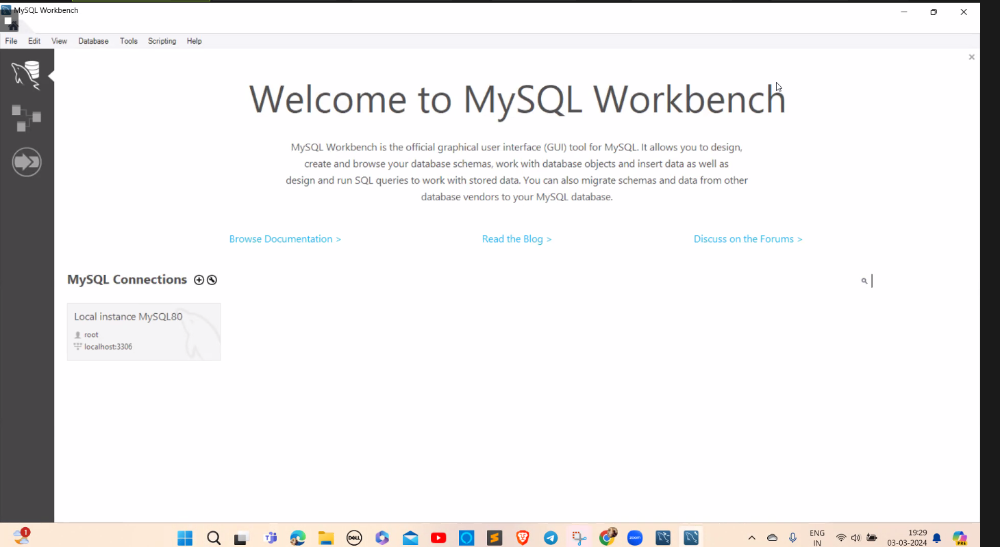 MySQL Workbench
File Edit View Database Tools Scripting Help
Welcome to MySQL Workbench
MySQL Workbench is the official graphical user interface (GUI) tool for MySQL. It allows you to design,
create and browse your database schemas, work with database objects and insert data as well as
design and run SQL queries to work with stored data. You can also migrate schemas and data from other
database vendors to your MySQL database.
Browse Documentation > Read the Blog > Discuss on the Forums >
MySQL Connections
Local instance MySQL80
root
localhost:3306
1
DELL
zoom
ENG
IN
19:29
03-03-2024
PRE